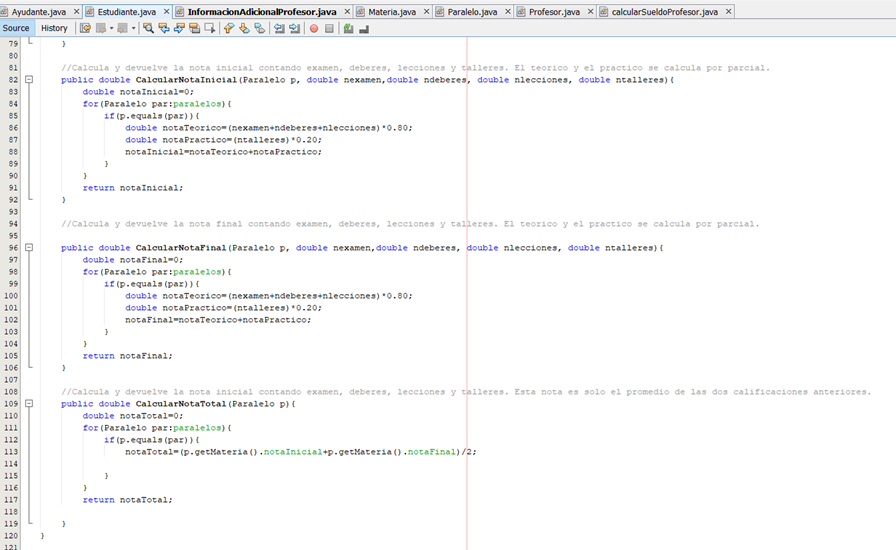 Ayudante.java Estudiante.java InformacionAdicionalProfesor.java Materia.java Paralelo.java Profesor.java calcularSueldoProfesor.java
Source History
79 }
80
81 //Calcula y devuelve la nota inicial contando examen, deberes, lecciones y talleres. El teorico y el practico se calcula por parcial.
82 public double CalcularNotaInicial(Paralelo p, double nexamen,double ndeberes, double nlecciones, double ntalleres){
83 double notaInicial=0;
84 for(Paralelo par:paralelos){
85 if(p.equals(par)){
86 double notaTeorico=(nexamen+ndeberes+nlecciones)*0.80;
87 double notaPractico=(ntalleres)*0.20;
88 notaInicial=notaTeorico+notaPractico;
89 }
90 }
91 return notaInicial;
92 }
93
94 //Calcula y devuelve la nota final contando examen, deberes, lecciones y talleres. El teorico y el practico se calcula por parcial.
95
96 public double CalcularNotaFinal(Paralelo p, double nexamen,double ndeberes, double nlecciones, double ntalleres){
97 double notaFinal=0;
98 for(Paralelo par:paralelos){
99 if(p.equals(par)){
100 double notaTeorico=(nexamen+ndeberes+nlecciones)*0.80;
101 double notaPractico=(ntalleres)*0.20;
102 notaFinal=notaTeorico+notaPractico;
103 }
104 }
105 return notaFinal;
106 }
107
108 //Calcula y devuelve la nota inicial contando examen, deberes, lecciones y talleres. Esta nota es solo el promedio de las dos calificaciones anteriores.
109 public double CalcularNotaTotal(Paralelo p){
110 double notaTotal=0;
111 for(Paralelo par:paralelos){
112 if(p.equals(par)){
113 notaTotal=(p.getMateria().notaInicial+p.getMateria().notaFinal)/2;
114
115 }
116 }
117 return notaTotal;
118
119 }
120 }
121